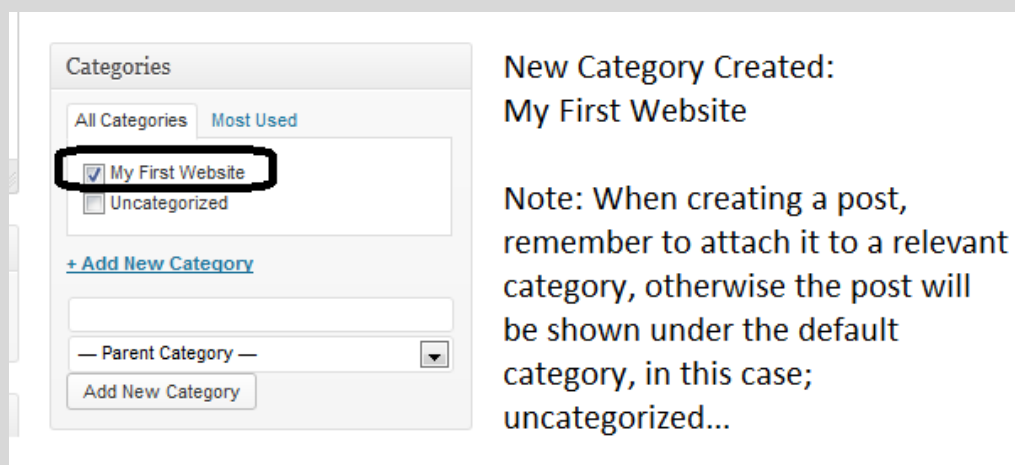 Categories
All Categories Most Used
My First Website
Uncategorized
+ Add New Category
— Parent Category —
Add New Category
New Category Created:
My First Website
Note: When creating a post,
remember to attach it to a relevant
category, otherwise the post will
be shown under the default
category, in this case;
uncategorized...